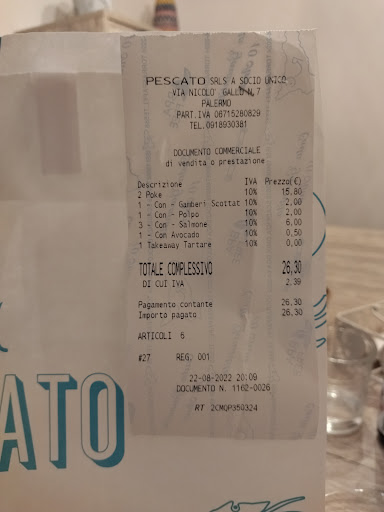 PESCATO SRLS A SOCIO UNICO
VIA NICOLO' GALLO N.7
PALERMO
PART.IVA 06715280829
TEL.0918930381
DOCUMENTO COMMERCIALE
di vendita o prestazione
Descrizione IVA Prezzo(€)
2 Poke 10% 15,80
1 - Con - Gamberi Scottat 10% 2,00
1 - Con - Polpo 10% 2,00
3 - Con - Salmone 10% 6,00
1 - Con Avocado 10% 0,50
1 Takeaway Tartare 10% 0,00
TOTALE COMPLESSIVO 26,30
DI CUI IVA 2,39
Pagamento contante 26,30
Importo pagato 26,30
ARTICOLI 6
#27 REG. 001
22-08-2022 20:09
DOCUMENTO N. 1162-0026
RT 2CMQP350324
ATO